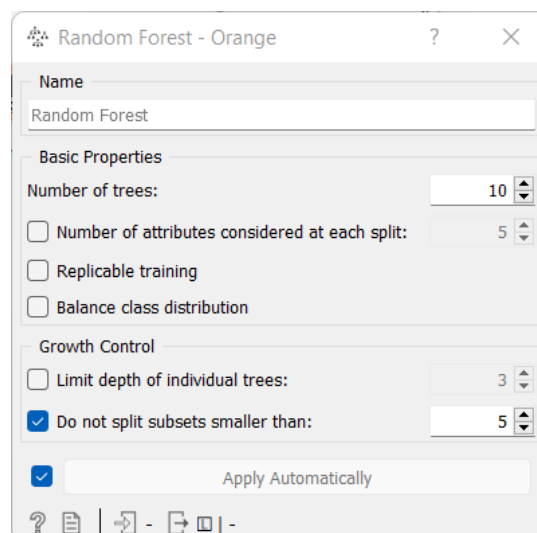 Random Forest - Orange ? ×
Name
Random Forest
Basic Properties
Number of trees: 10
Number of attributes considered at each split: 5
Replicable training
Balance class distribution
Growth Control
Limit depth of individual trees: 3
Do not split subsets smaller than: 5
Apply Automatically
? | - | -